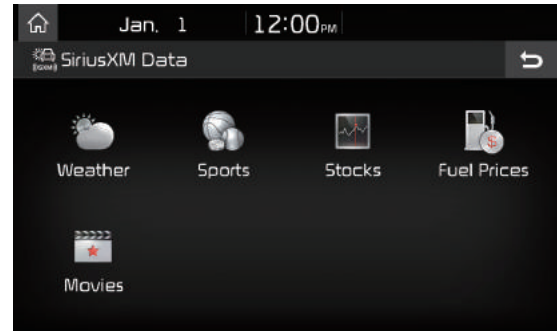 Jan. 1 12:00PM
SiriusXM Data
Weather Sports Stocks Fuel Prices
Movies